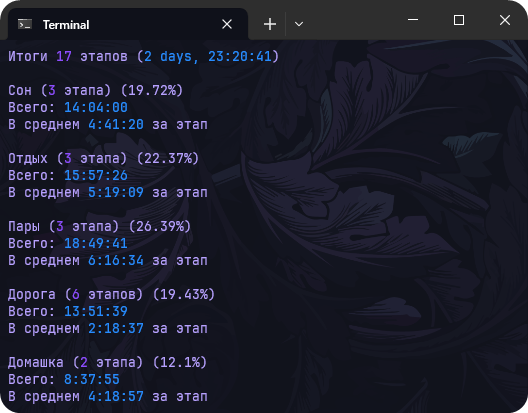 Terminal
Итоги 17 этапов (2 days, 23:20:41)
Сон (3 этапа) (19.72%)
Всего: 14:04:00
В среднем 4:41:20 за этап
Отдых (3 этапа) (22.37%)
Всего: 15:57:26
В среднем 5:19:09 за этап
Пары (3 этапа) (26.39%)
Всего: 18:49:41
В среднем 6:16:34 за этап
Дорога (6 этапов) (19.43%)
Всего: 13:51:39
В среднем 2:18:37 за этап
Домашка (2 этапа) (12.1%)
Всего: 8:37:55
В среднем 4:18:57 за этап